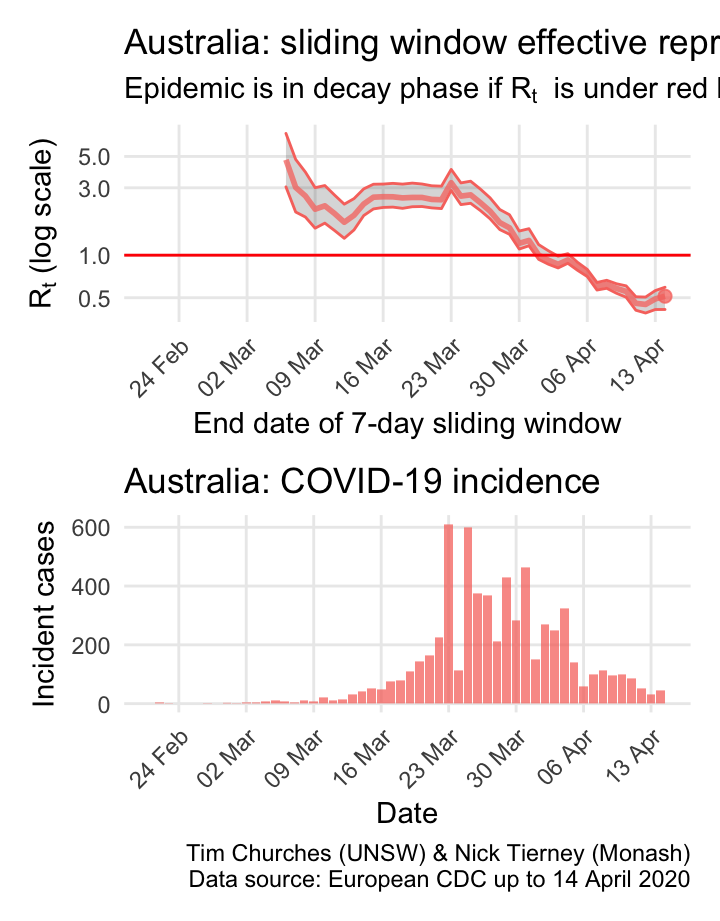 Australia: sliding window effective repr
Epidemic is in decay phase if Rₜ is under red l
Rₜ (log scale)
5.0
3.0
1.0
0.5
24 Feb
02 Mar
09 Mar
16 Mar
23 Mar
30 Mar
06 Apr
13 Apr
End date of 7-day sliding window
Australia: COVID-19 incidence
Incident cases
600
400
200
0
24 Feb
02 Mar
09 Mar
16 Mar
23 Mar
30 Mar
06 Apr
13 Apr
Date
Tim Churches (UNSW) & Nick Tierney (Monash)
Data source: European CDC up to 14 April 2020